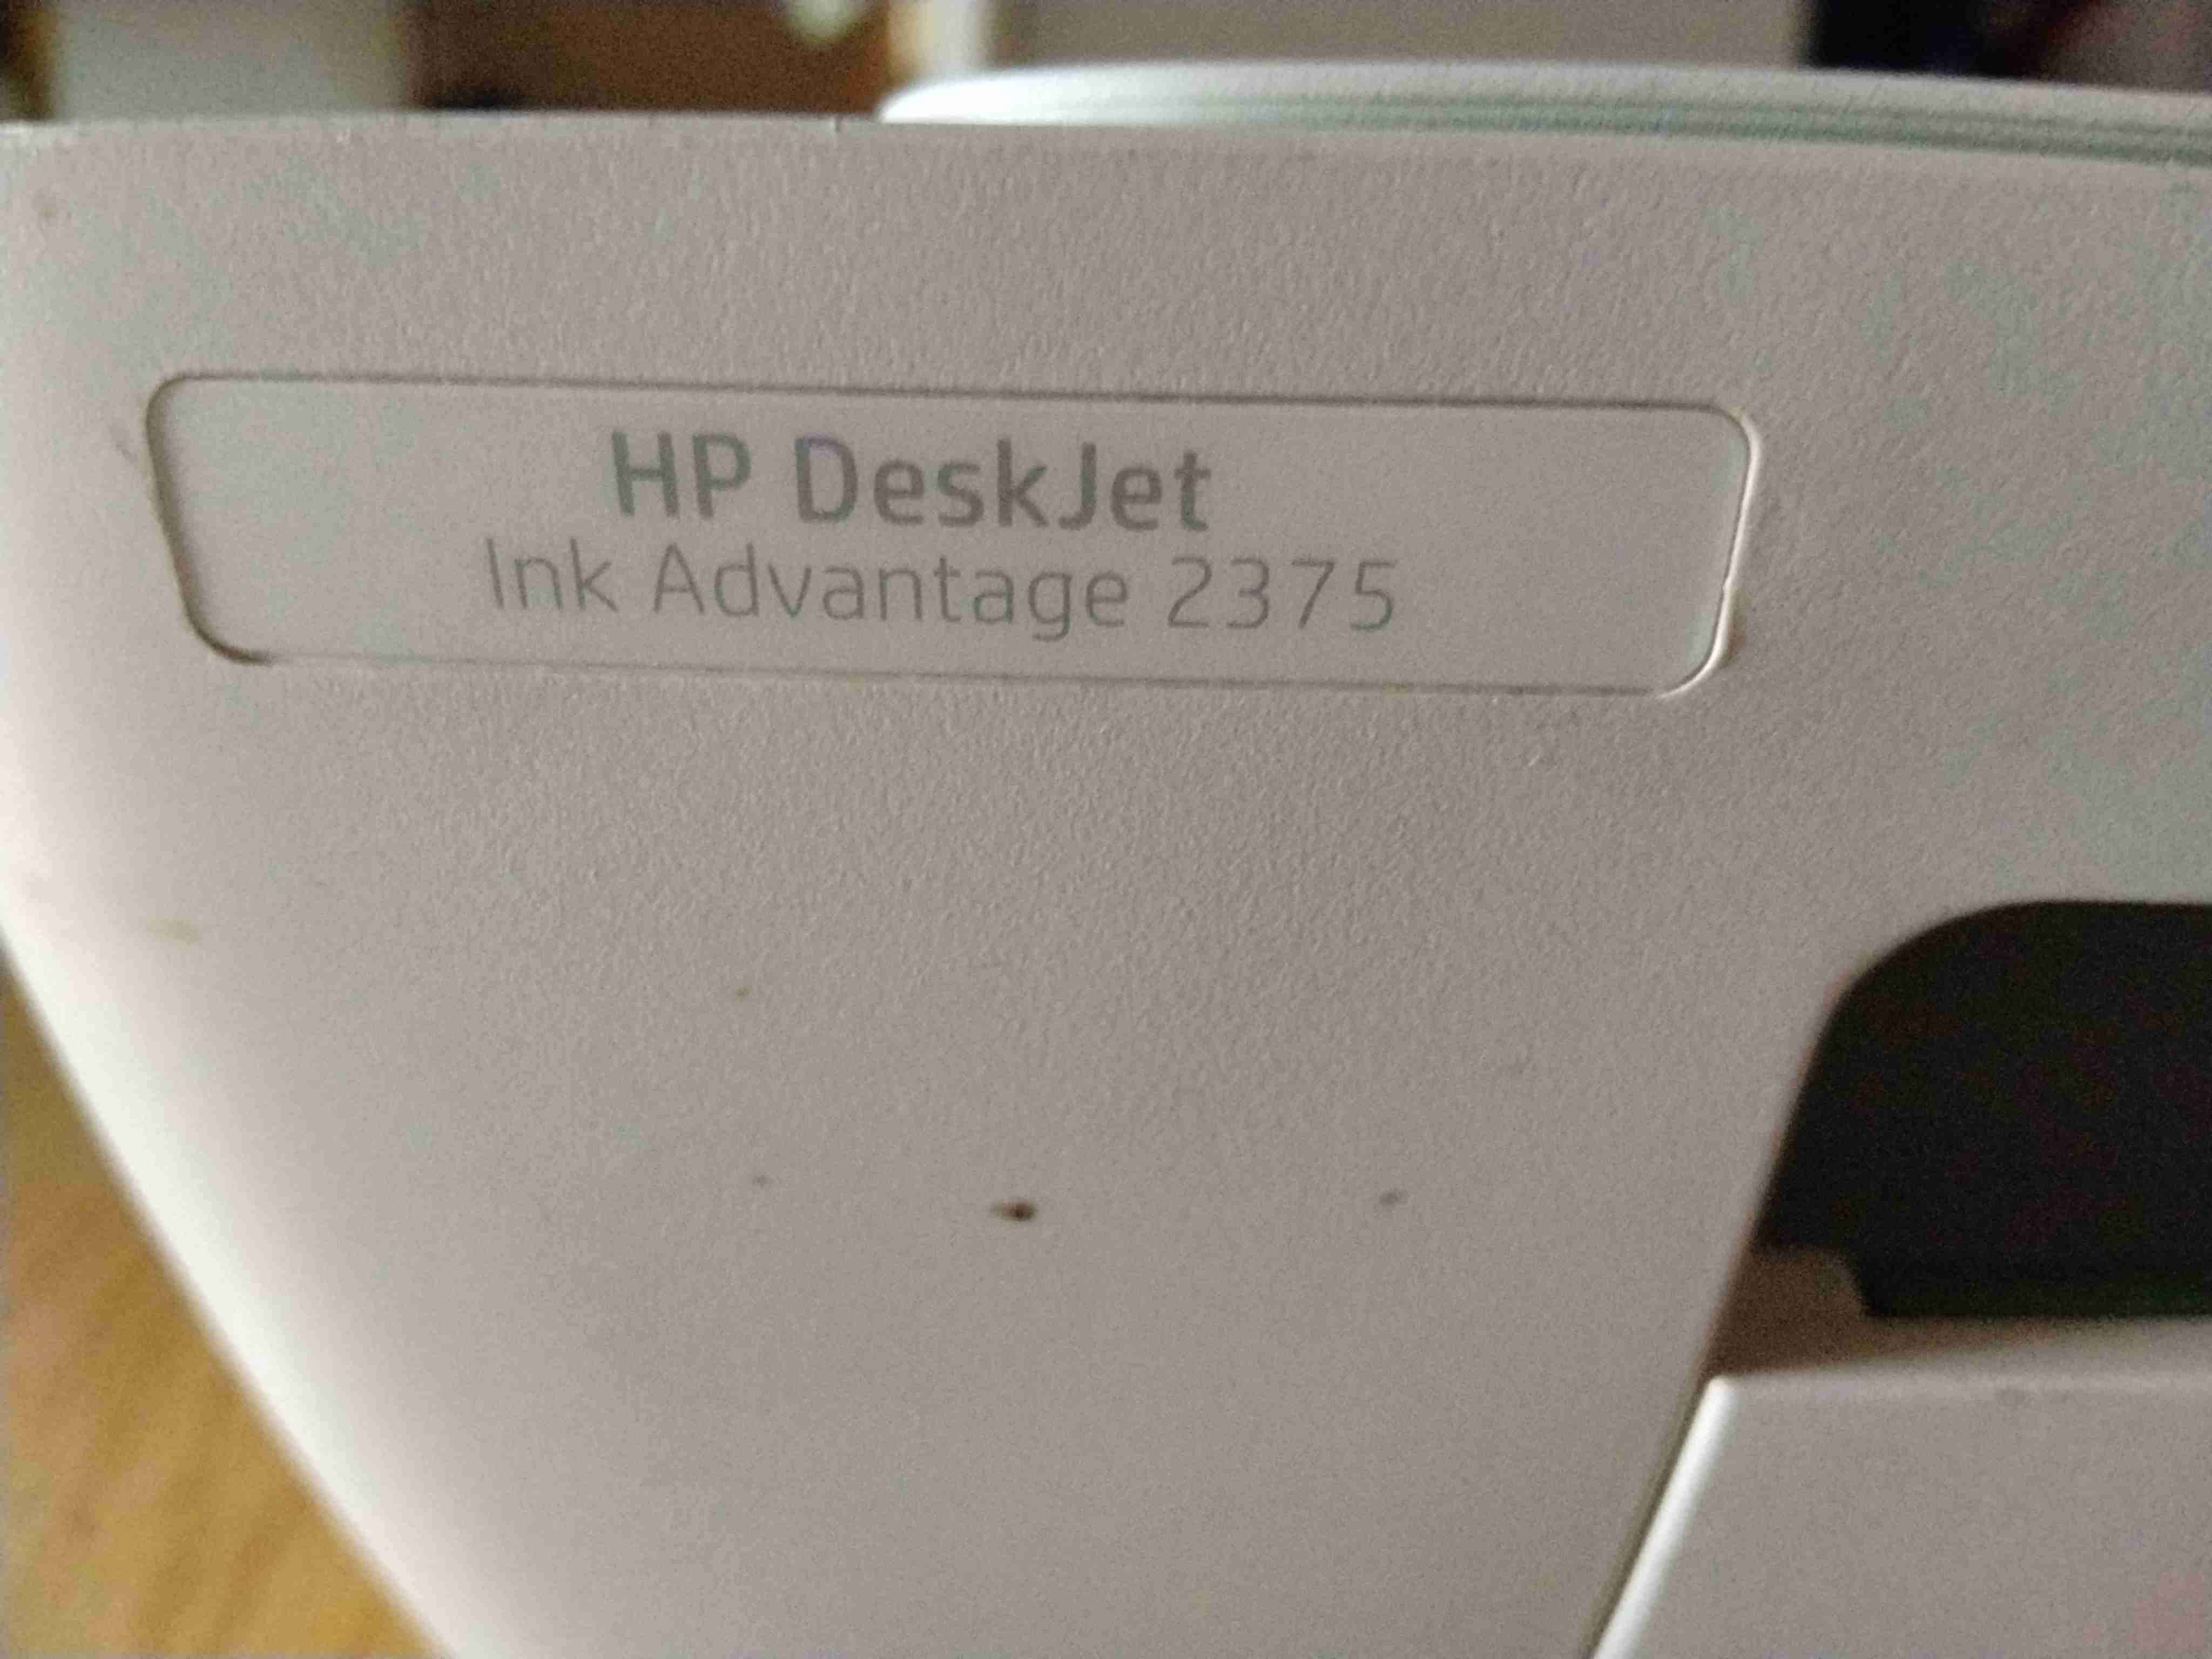 HP DeskJet
Ink Advantage 2375